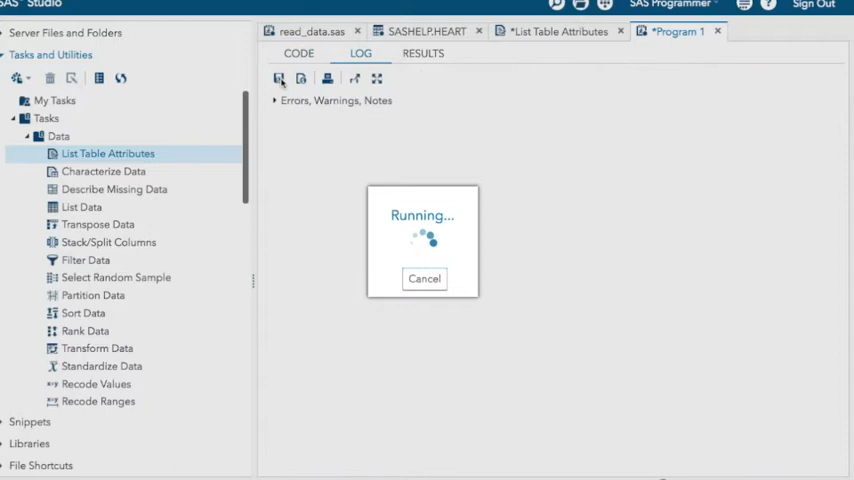 SAS® Studio
SAS Programmer
Sign Out
Server Files and Folders
Tasks and Utilities
My Tasks
Tasks
Data
List Table Attributes
Characterize Data
Describe Missing Data
List Data
Transpose Data
Stack/Split Columns
Filter Data
Select Random Sample
Partition Data
Sort Data
Rank Data
Transform Data
Standardize Data
Recode Values
Recode Ranges
Snippets
Libraries
File Shortcuts
read_data.sas
SASHELP.HEART
*List Table Attributes
*Program 1
CODE
LOG
RESULTS
Errors, Warnings, Notes
Running...
Cancel